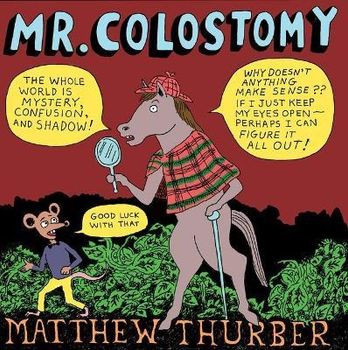 MR. COLOSTOMY
THE WHOLE
WORLD IS
MYSTERY,
CONFUSION,
AND SHADOW!
WHY DOESN'T
ANYTHING
MAKE SENSE??
IF I JUST KEEP
MY EYES OPEN—
PERHAPS I CAN
FIGURE IT
ALL OUT!
GOOD LUCK
WITH THAT
MATTHEW THURBER